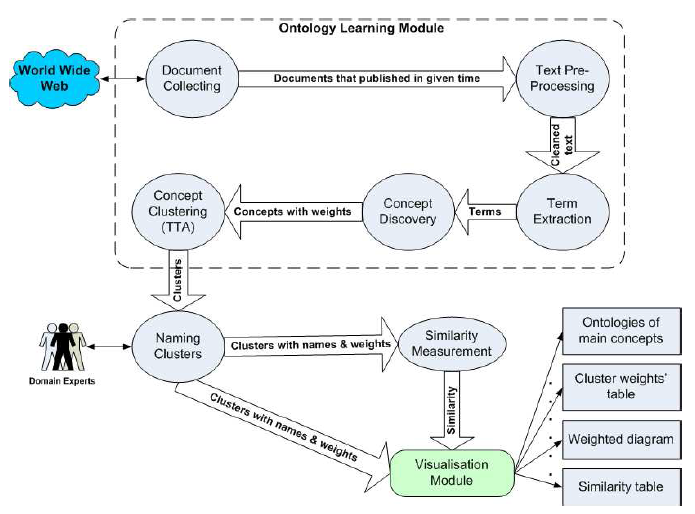 Ontology Learning Module
World Wide
Web
Document
Collecting
Documents that published in given time
Text Pre-
Processing
Cleaned
text
Term
Extraction
Terms
Concept
Discovery
Concepts with weights
Concept
Clustering
(TTA)
Clusters
Domain Experts
Naming
Clusters
Clusters with names & weights
Similarity
Measurement
Similarity
Clusters with names & weights
Visualisation
Module
Ontologies of
main concepts
Cluster weights'
table
Weighted diagram
Similarity table